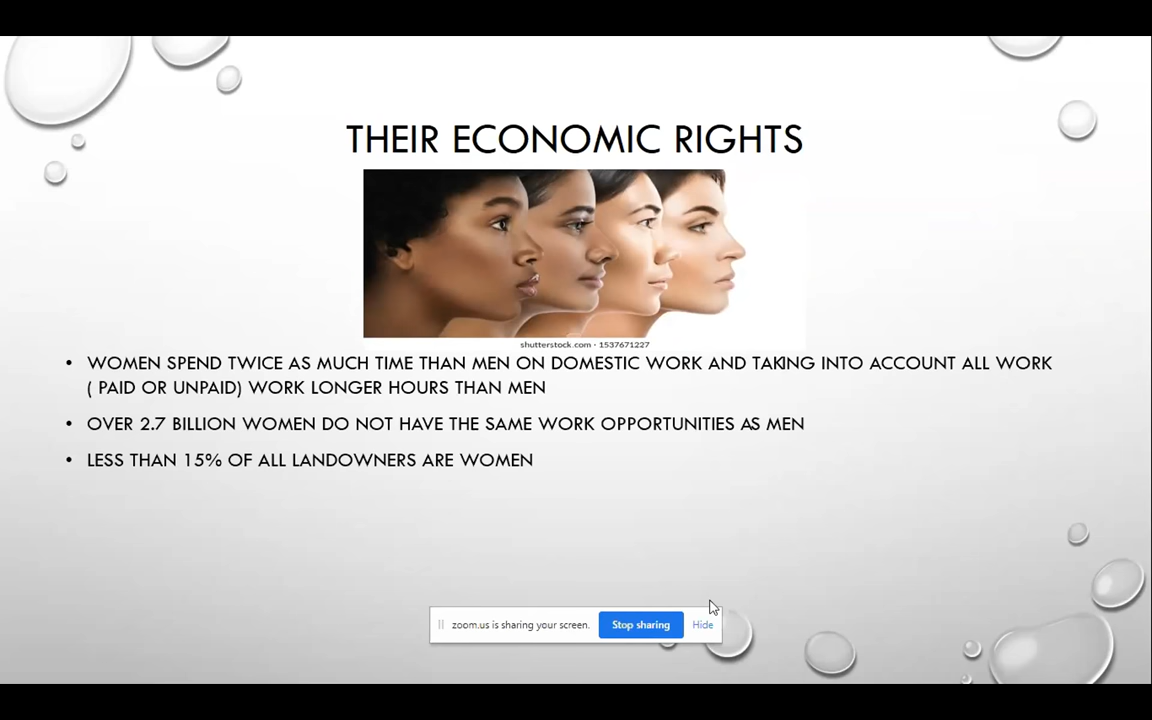 THEIR ECONOMIC RIGHTS
shutterstock.com · 1537671227
• WOMEN SPEND TWICE AS MUCH TIME THAN MEN ON DOMESTIC WORK AND TAKING INTO ACCOUNT ALL WORK
( PAID OR UNPAID) WORK LONGER HOURS THAN MEN
• OVER 2.7 BILLION WOMEN DO NOT HAVE THE SAME WORK OPPORTUNITIES AS MEN
• LESS THAN 15% OF ALL LANDOWNERS ARE WOMEN
zoom.us is sharing your screen. Stop sharing Hide